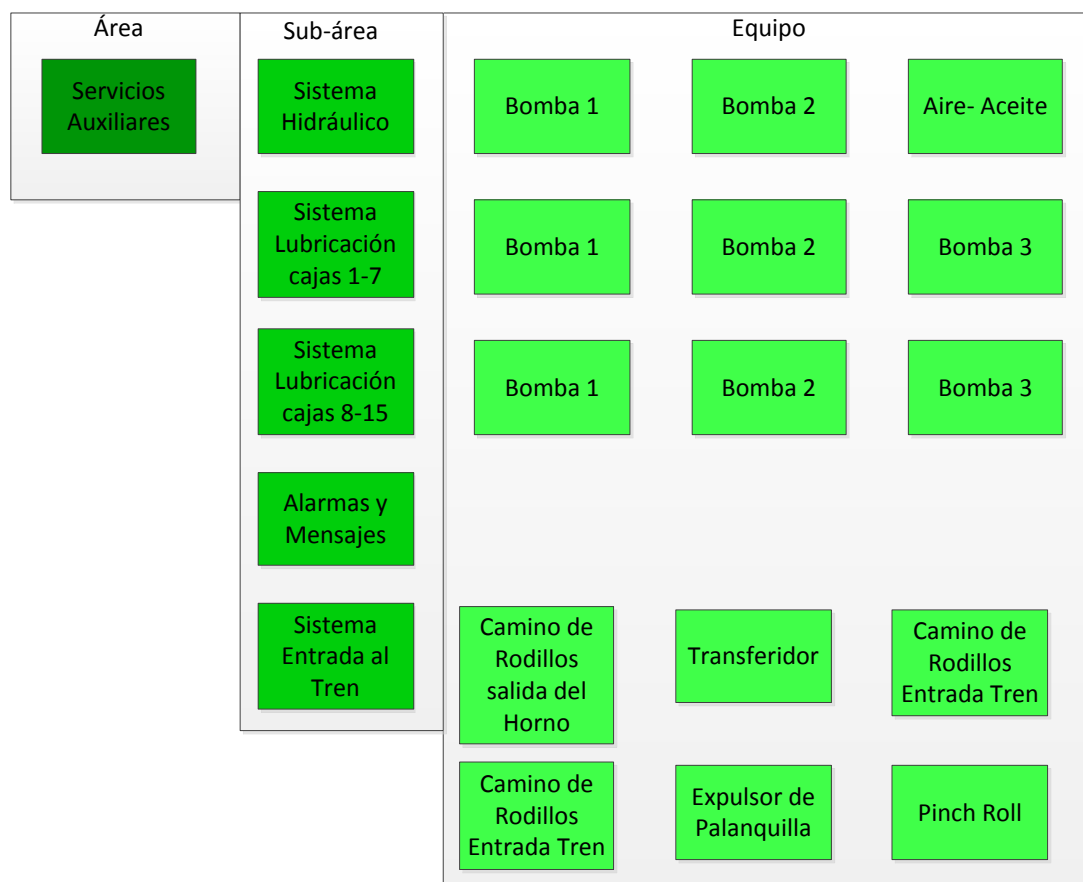 Área
Sub-área
Equipo
Servicios
Auxiliares
Sistema
Hidráulico
Bomba 1
Bomba 2
Aire- Aceite
Sistema
Lubricación
cajas 1-7
Bomba 1
Bomba 2
Bomba 3
Sistema
Lubricación
cajas 8-15
Bomba 1
Bomba 2
Bomba 3
Alarmas y
Mensajes
Sistema
Entrada al
Tren
Camino de
Rodillos
salida del
Horno
Transferidor
Camino de
Rodillos
Entrada Tren
Camino de
Rodillos
Entrada Tren
Expulsor de
Palanquilla
Pinch Roll